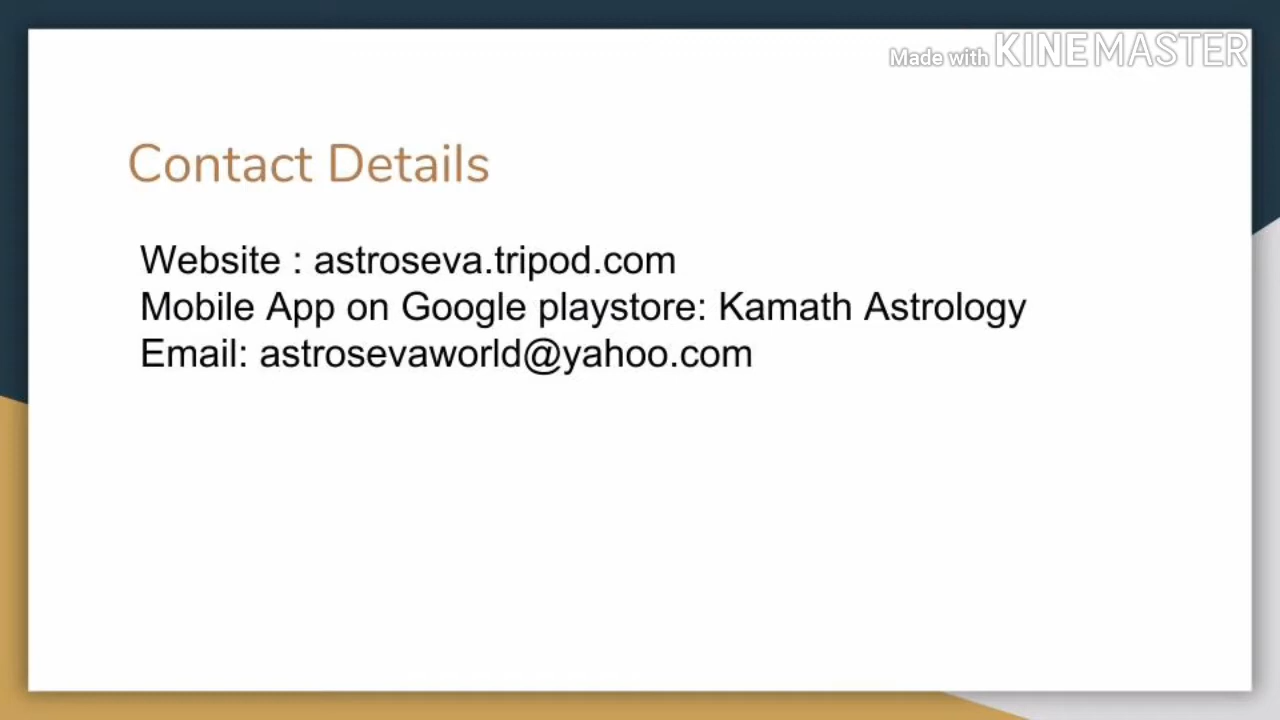 Made with KINEMASTER
Contact Details
Website : astroseva.tripod.com
Mobile App on Google playstore: Kamath Astrology
Email: astrosevaworld@yahoo.com